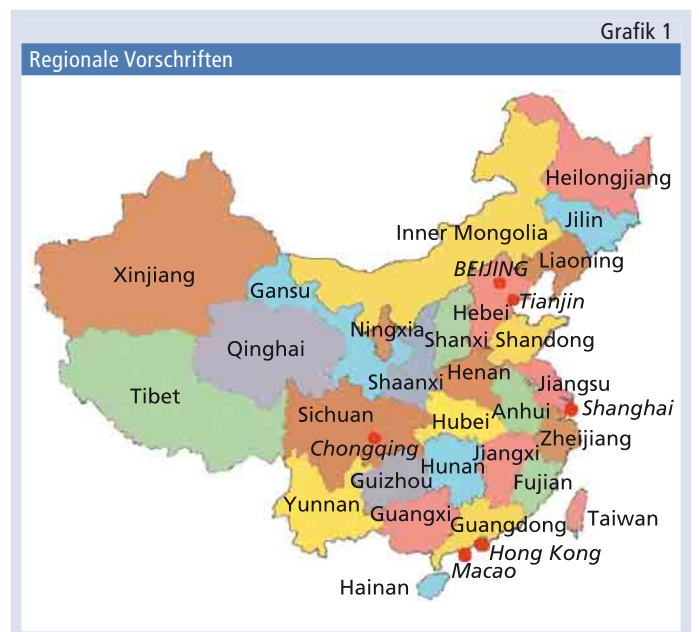 Grafik 1
Regionale Vorschriften
Heilongjiang
Jilin
Inner Mongolia
Liaoning
BEIJING
Xinjiang
Gansu
Tianjin
Hebei
Ningxia
Shanxi
Shandong
Qinghai
Henan
Shaanxi
Jiangsu
Tibet
Shanghai
Sichuan
Anhui
Hubei
Zheijiang
Chongqing
Jiangxi
Hunan
Guizhou
Fujian
Yunnan
Guangxi
Taiwan
Guangdong
Hong Kong
Macao
Hainan